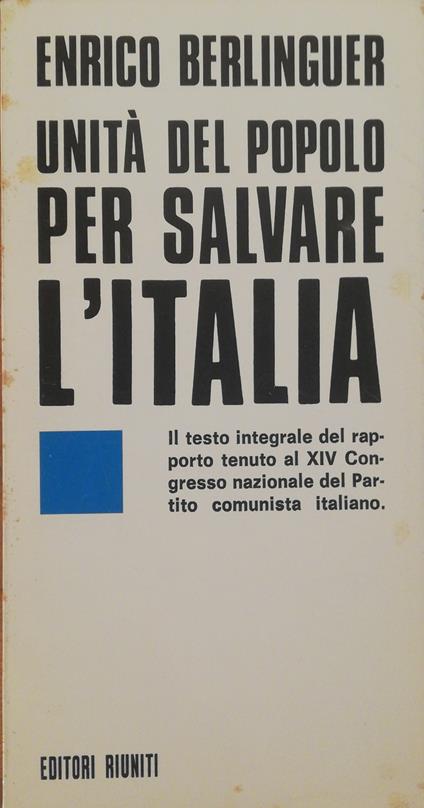 ENRICO BERLINGUER
UNITÀ DEL POPOLO
PER SALVARE
L'ITALIA
Il testo integrale del rap-
porto tenuto al XIV Con-
gresso nazionale del Par-
tito comunista italiano.
EDITORI RIUNITI